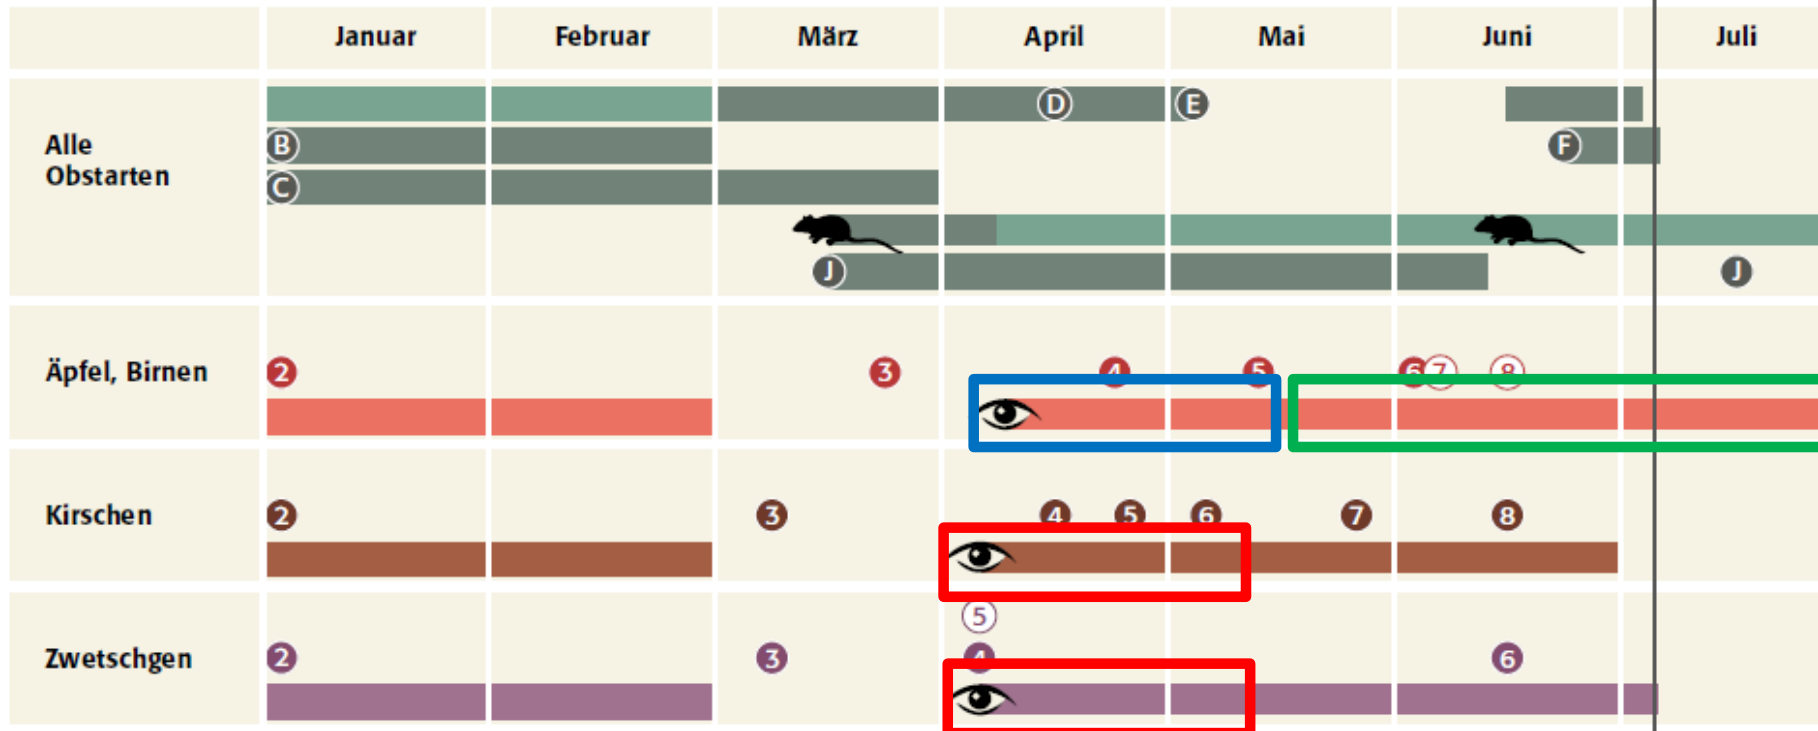 Januar Februar März April Mai Juni Juli
D E
Alle
Obstarten
B F
C
J J
Äpfel, Birnen
2 3 4 5 6 7 8
Kirschen
2 3 4 5 6 7 8
5
Zwetschgen
2 3 4 6